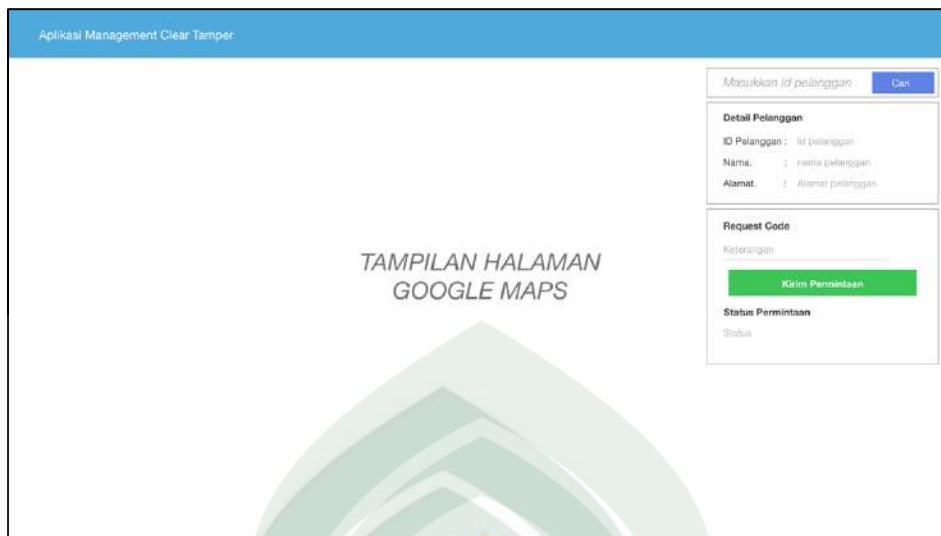 Aplikasi Management Clear Tamper
Masukkan id pelanggan
Cari
Detail Pelanggan
ID Pelanggan : Id pelanggan
Nama. : nama pelanggan
Alamat. : Alamat pelanggan
Request Code
Keterangan
Kirim Permintaan
Status Permintaan
Status
TAMPILAN HALAMAN
GOOGLE MAPS